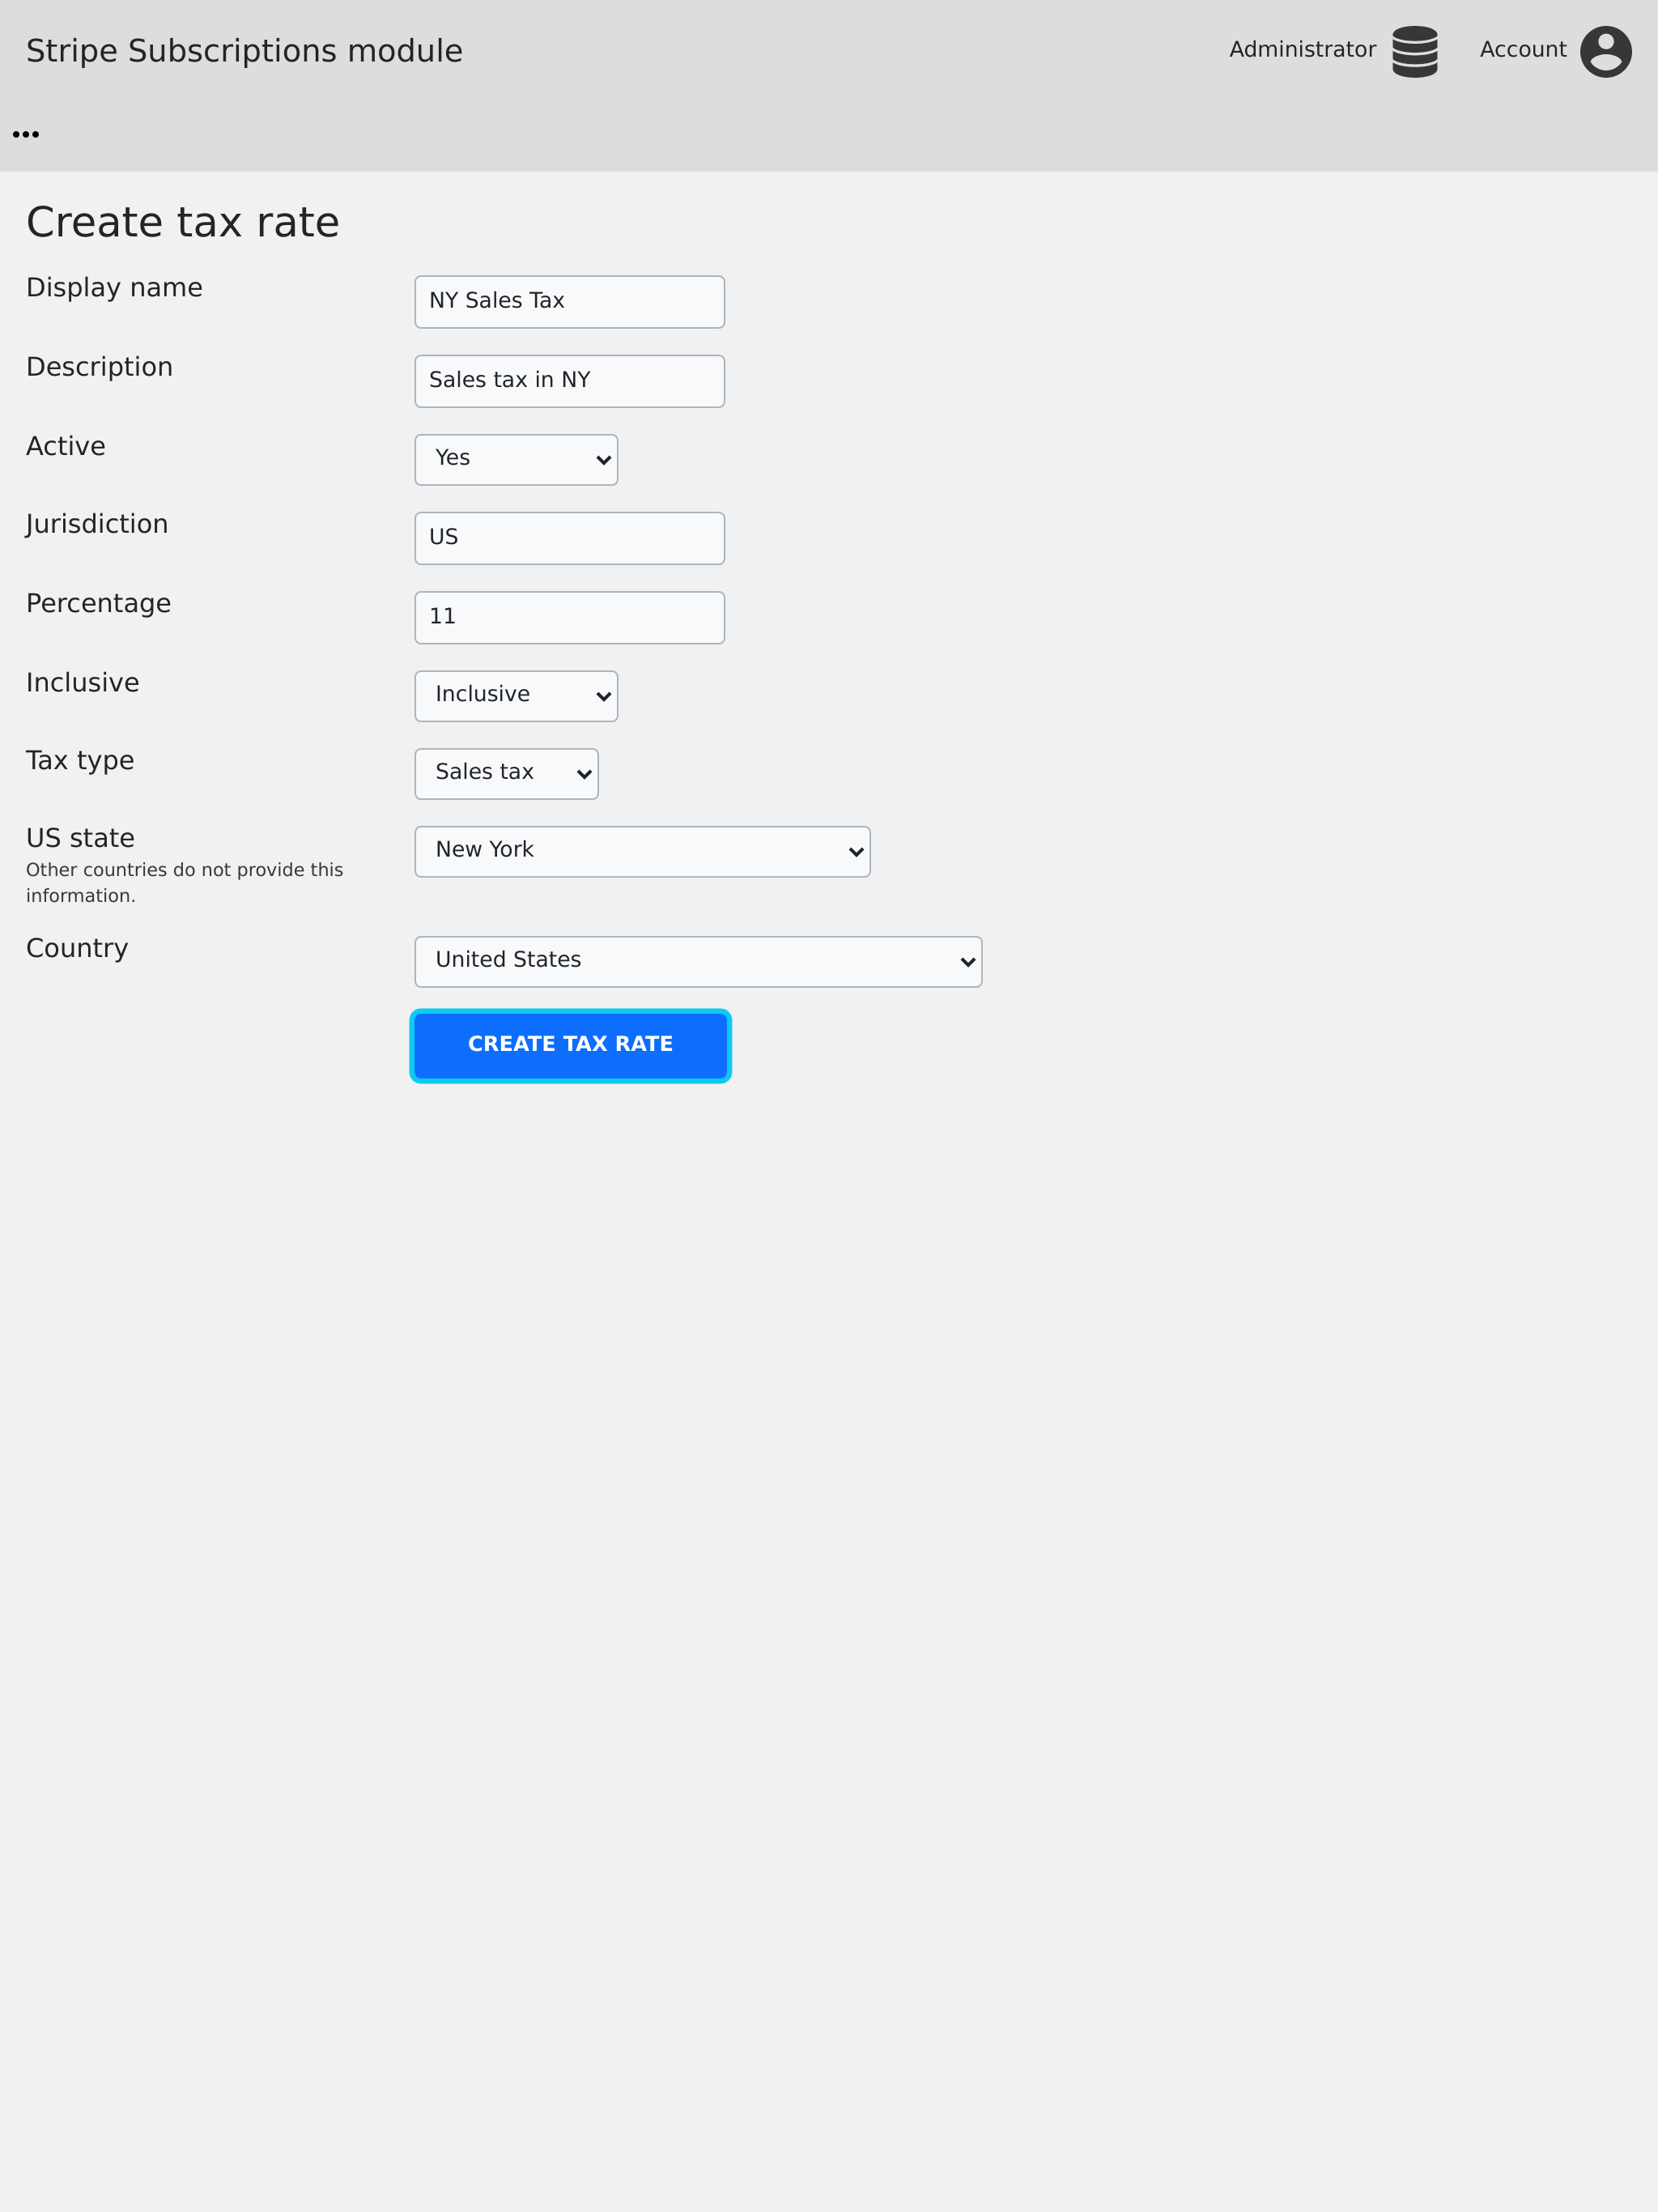 Stripe Subscriptions module
Administrator
Account
Create tax rate
Display name
NY Sales Tax
Description
Sales tax in NY
Active
Yes
Jurisdiction
US
Percentage
11
Inclusive
Inclusive
Tax type
Sales tax
US state
Other countries do not provide this
information.
New York
Country
United States
CREATE TAX RATE